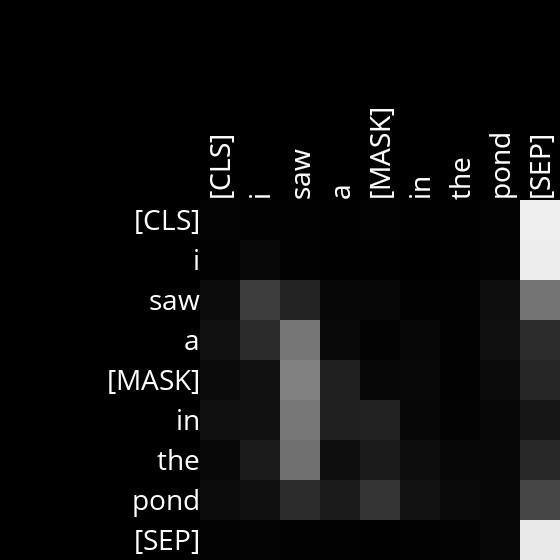 [CLS] i saw a [MASK] in the pond [SEP]
[CLS]
i
saw
a
[MASK]
in
the
pond
[SEP]